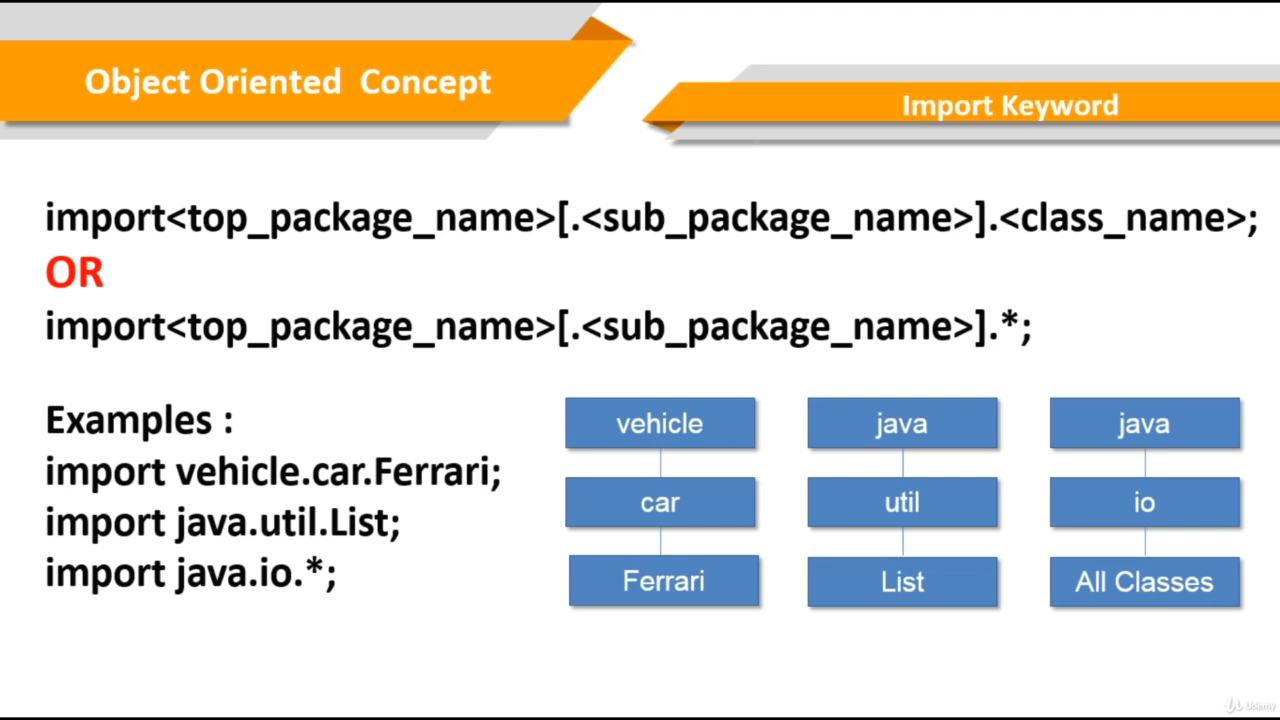 Object Oriented  Concept
Import Keyword
import<top_package_name>[.<sub_package_name>].<class_name>;
OR
import<top_package_name>[.<sub_package_name>].*;
Examples :
import vehicle.car.Ferrari;
import java.util.List;
import java.io.*;
vehicle
car
Ferrari
java
util
List
java
io
All Classes
Udemy